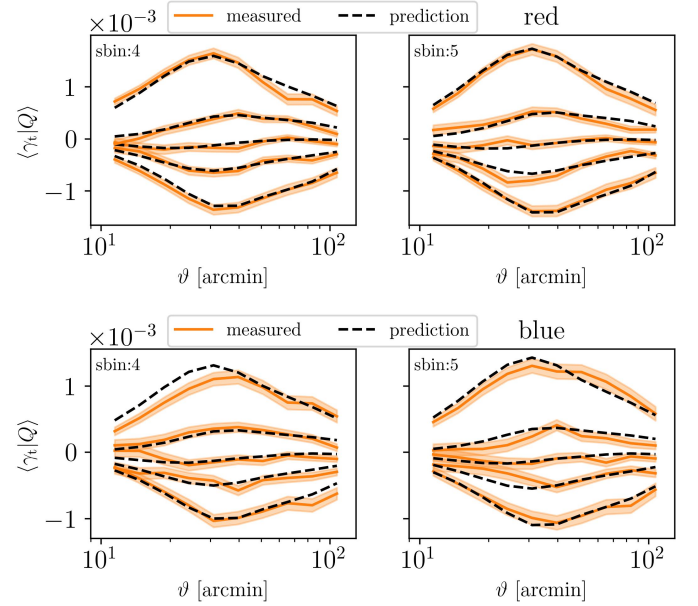 ×10⁻³
measured
prediction
red
sbin:4
sbin:5
⟨γₜ|Q⟩
1
0
−1
10¹
10²
10¹
10²
ϑ [arcmin]
ϑ [arcmin]
×10⁻³
measured
prediction
blue
sbin:4
sbin:5
⟨γₜ|Q⟩
1
0
−1
10¹
10²
10¹
10²
ϑ [arcmin]
ϑ [arcmin]